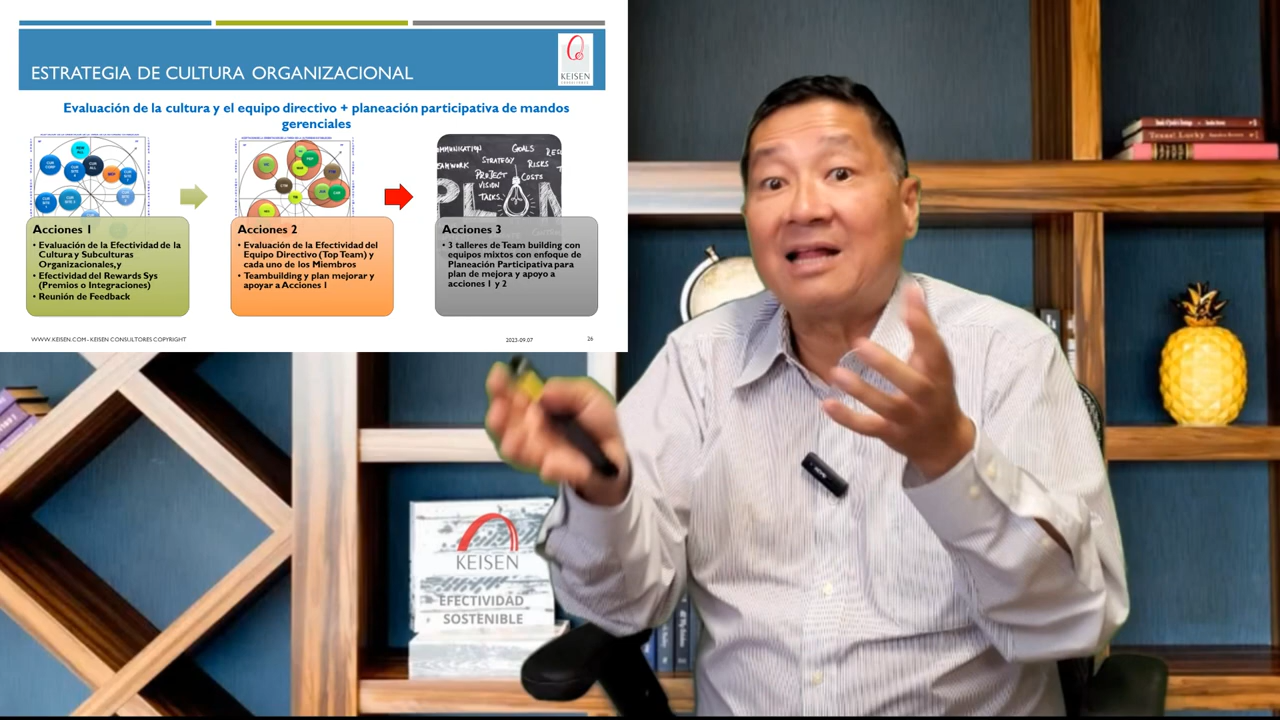 ESTRATEGIA DE CULTURA ORGANIZACIONAL
KEISEN
Evaluación de la cultura y el equipo directivo + planeación participativa de mandos
gerenciales
GOALS
STRATEGY
RISKS
PROJECT
COSTS
VISION
TALKS
Acciones 1
• Evaluación de la Efectividad de la
Cultura y Subculturas
Organizacionales,y
• Efectividad del Rewards Sys
(Premios o Integraciones)
• Reunión de Feedback
Acciones 2
• Evaluación de la Efectividad del
Equipo Directivo (Top Team) y
cada uno de los Miembros
• Teambuilding y plan mejorar y
apoyar a Acciones 1
Acciones 3
• 3 talleres de Team building con
equipos mixtos con enfoque de
Planeación Participativa para
plan de mejora y apoyo a
acciones 1 y 2
WWW.KEISEN.COM - KEISEN CONSULTORES COPYRIGHT
2023-09.07
26
KEISEN
EFECTIVIDAD
SOSTENIBLE